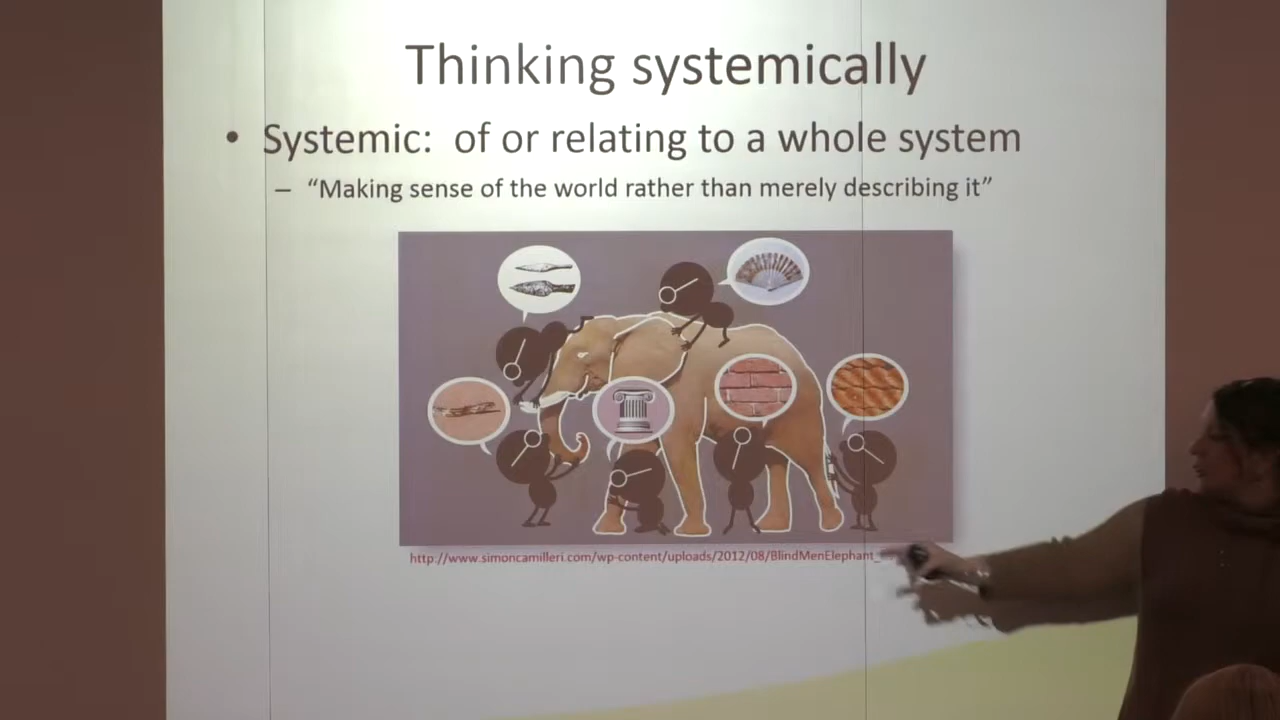 Thinking systemically
• Systemic: of or relating to a whole system
– “Making sense of the world rather than merely describing it”
http://www.simoncamilleri.com/wp-content/uploads/2012/08/BlindMenElephant_